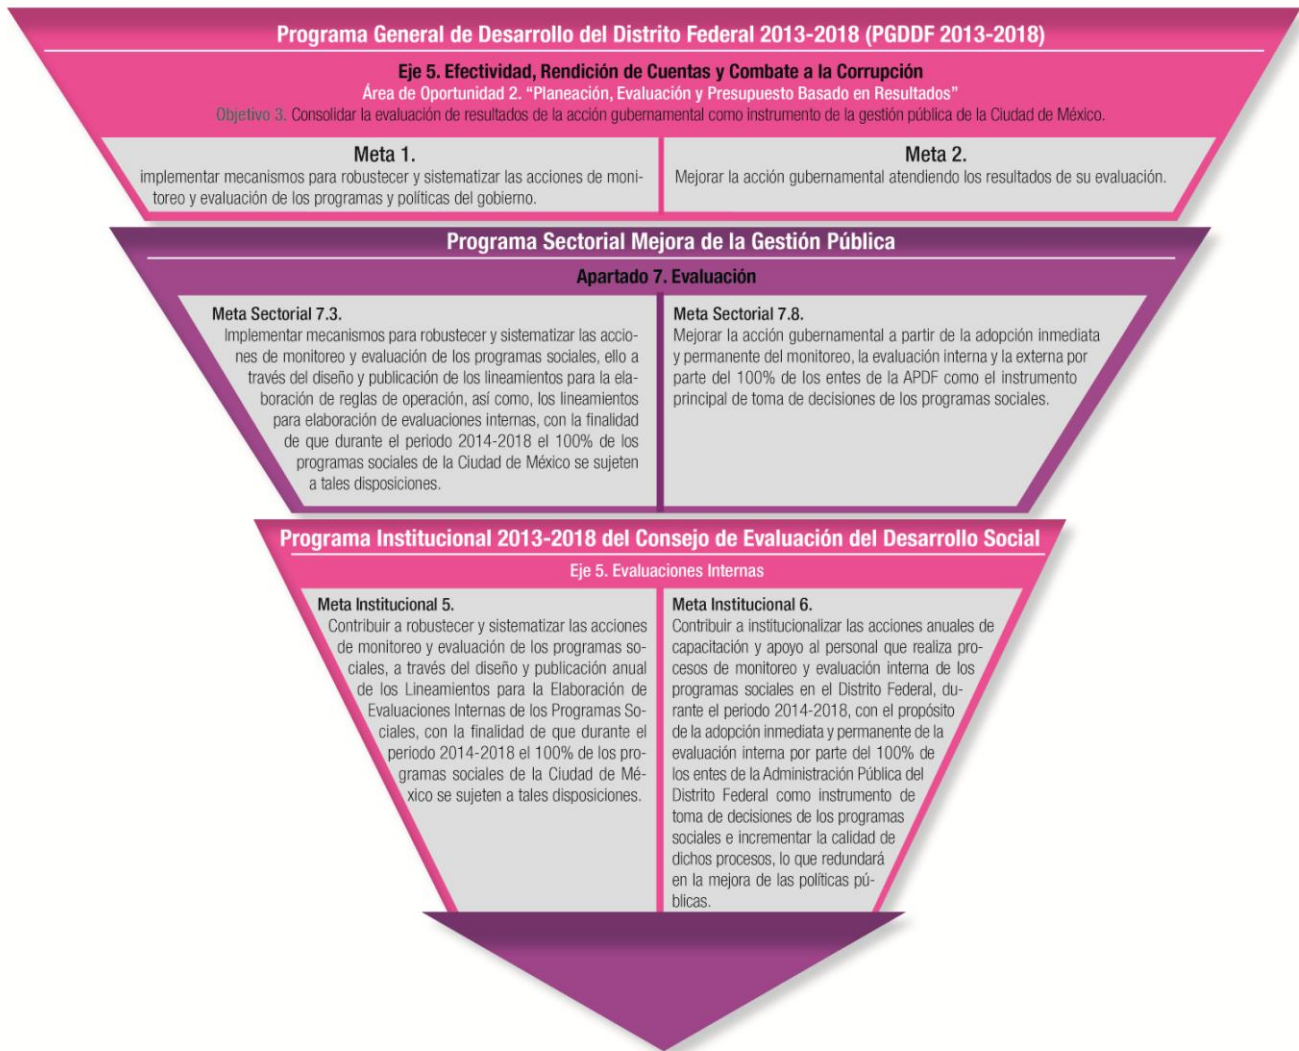 Programa General de Desarrollo del Distrito Federal 2013-2018 (PGDDF 2013-2018)
Eje 5. Efectividad, Rendición de Cuentas y Combate a la Corrupción
Área de Oportunidad 2. “Planeación, Evaluación y Presupuesto Basado en Resultados”
Objetivo 3. Consolidar la evaluación de resultados de la acción gubernamental como instrumento de la gestión pública de la Ciudad de México.
Meta 1.
implementar mecanismos para robustecer y sistematizar las acciones de moni-
toreo y evaluación de los programas y políticas del gobierno.
Meta 2.
Mejorar la acción gubernamental atendiendo los resultados de su evaluación.
Programa Sectorial Mejora de la Gestión Pública
Apartado 7. Evaluación
Meta Sectorial 7.3.
Implementar mecanismos para robustecer y sistematizar las accio-
nes de monitoreo y evaluación de los programas sociales, ello a
través del diseño y publicación de los lineamientos para la ela-
boración de reglas de operación, así como, los lineamientos
para elaboración de evaluaciones internas, con la finalidad
de que durante el periodo 2014-2018 el 100% de los
programas sociales de la Ciudad de México se sujeten
a tales disposiciones.
Meta Sectorial 7.8.
Mejorar la acción gubernamental a partir de la adopción inmediata
y permanente del monitoreo, la evaluación interna y la externa por
parte del 100% de los entes de la APDF como el instrumento
principal de toma de decisiones de los programas sociales.
Programa Institucional 2013-2018 del Consejo de Evaluación del Desarrollo Social
Eje 5. Evaluaciones Internas
Meta Institucional 5.
Contribuir a robustecer y sistematizar las acciones
de monitoreo y evaluación de los programas so-
ciales, a través del diseño y publicación anual
de los Lineamientos para la Elaboración de
Evaluaciones Internas de los Programas So-
ciales, con la finalidad de que durante el
periodo 2014-2018 el 100% de los pro-
gramas sociales de la Ciudad de Mé-
xico se sujeten a tales disposiciones.
Meta Institucional 6.
Contribuir a institucionalizar las acciones anuales de
capacitación y apoyo al personal que realiza pro-
cesos de monitoreo y evaluación interna de los
programas sociales en el Distrito Federal, du-
rante el periodo 2014-2018, con el propósito
de la adopción inmediata y permanente de la
evaluación interna por parte del 100% de
los entes de la Administración Pública del
Distrito Federal como instrumento de
toma de decisiones de los programas
sociales e incrementar la calidad de
dichos procesos, lo que redundará
en la mejora de las políticas pú-
blicas.